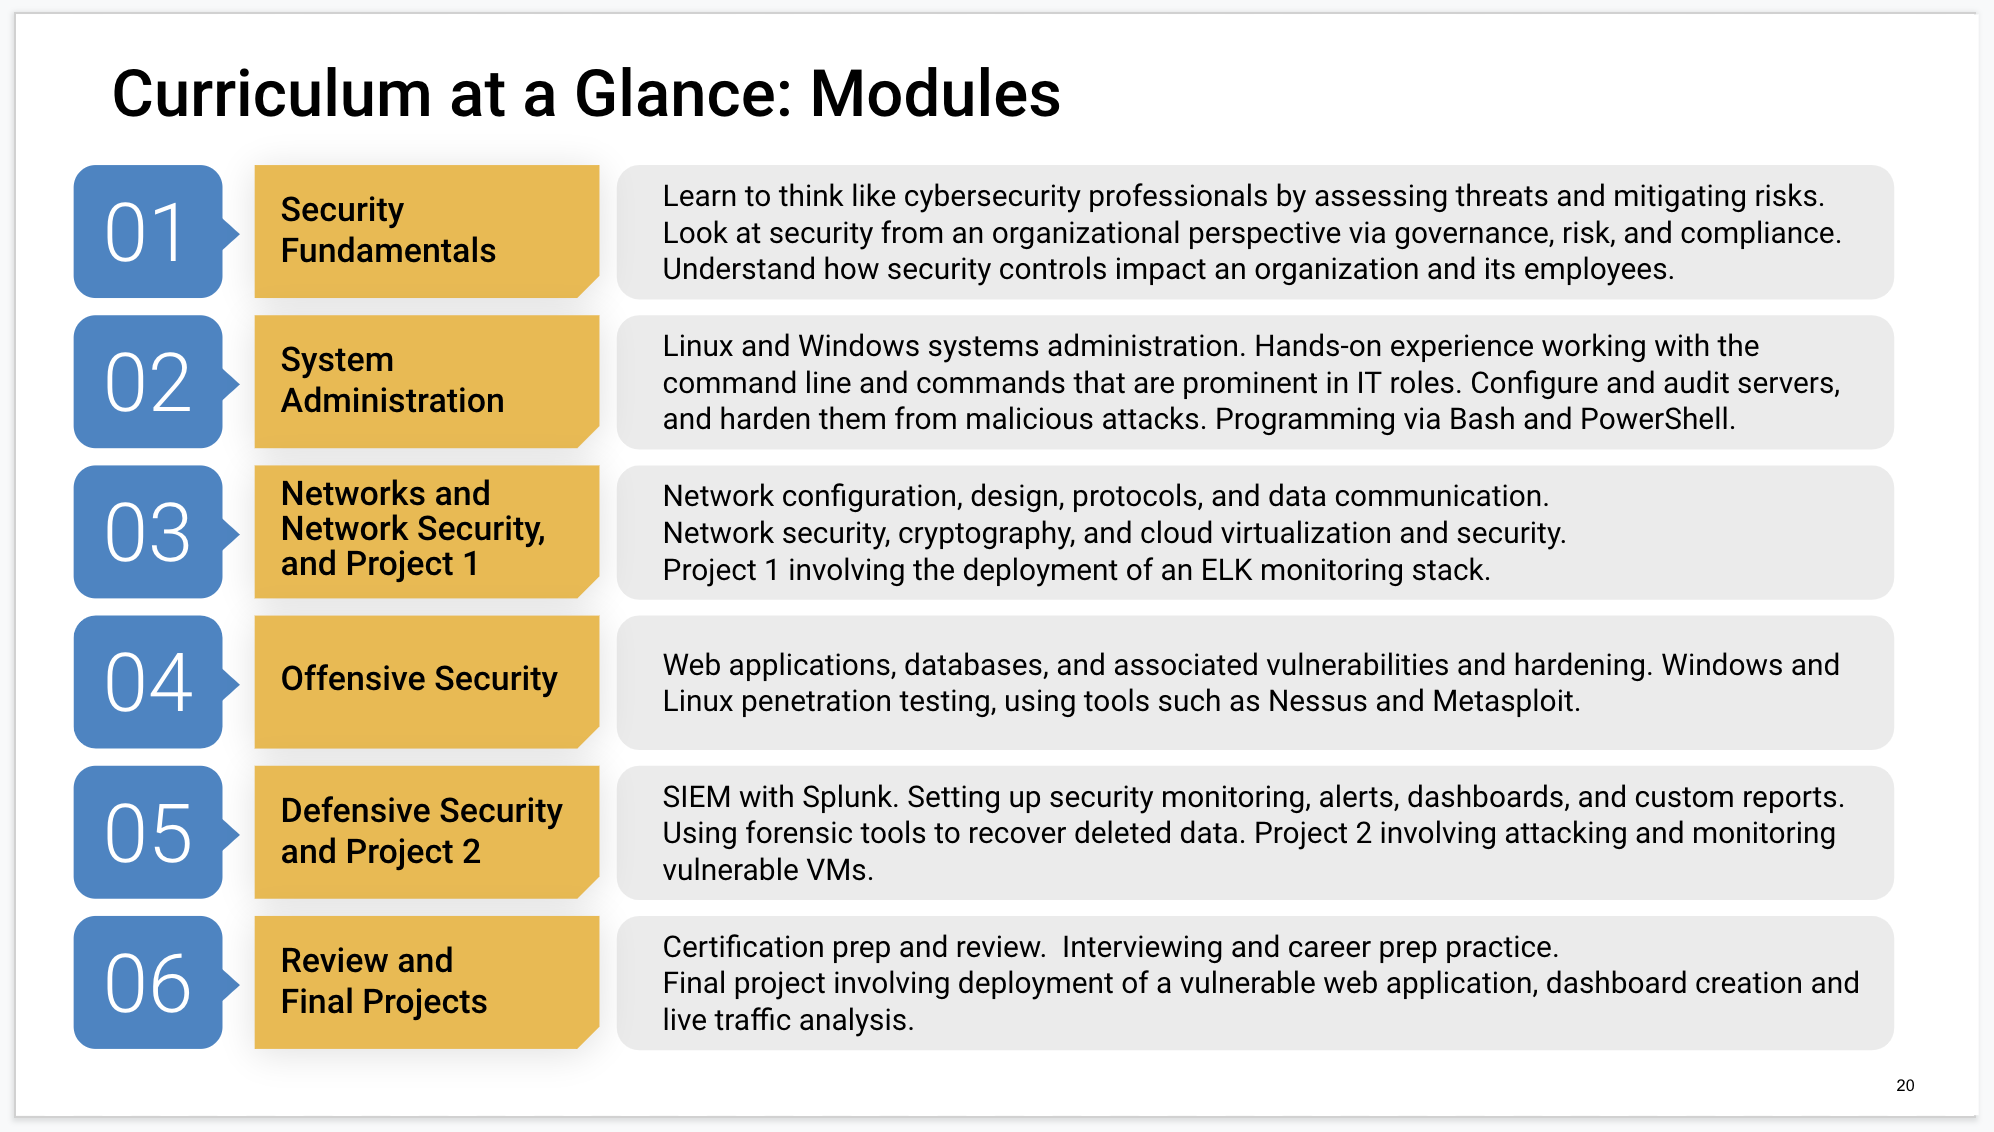 Curriculum at a Glance: Modules
01
Security
Fundamentals
Learn to think like cybersecurity professionals by assessing threats and mitigating risks.
Look at security from an organizational perspective via governance, risk, and compliance.
Understand how security controls impact an organization and its employees.
02
System
Administration
Linux and Windows systems administration. Hands-on experience working with the
command line and commands that are prominent in IT roles. Configure and audit servers,
and harden them from malicious attacks. Programming via Bash and PowerShell.
03
Networks and
Network Security,
and Project 1
Network configuration, design, protocols, and data communication.
Network security, cryptography, and cloud virtualization and security.
Project 1 involving the deployment of an ELK monitoring stack.
04
Offensive Security
Web applications, databases, and associated vulnerabilities and hardening. Windows and
Linux penetration testing, using tools such as Nessus and Metasploit.
05
Defensive Security
and Project 2
SIEM with Splunk. Setting up security monitoring, alerts, dashboards, and custom reports.
Using forensic tools to recover deleted data. Project 2 involving attacking and monitoring
vulnerable VMs.
06
Review and
Final Projects
Certification prep and review.  Interviewing and career prep practice.
Final project involving deployment of a vulnerable web application, dashboard creation and
live traffic analysis.
20